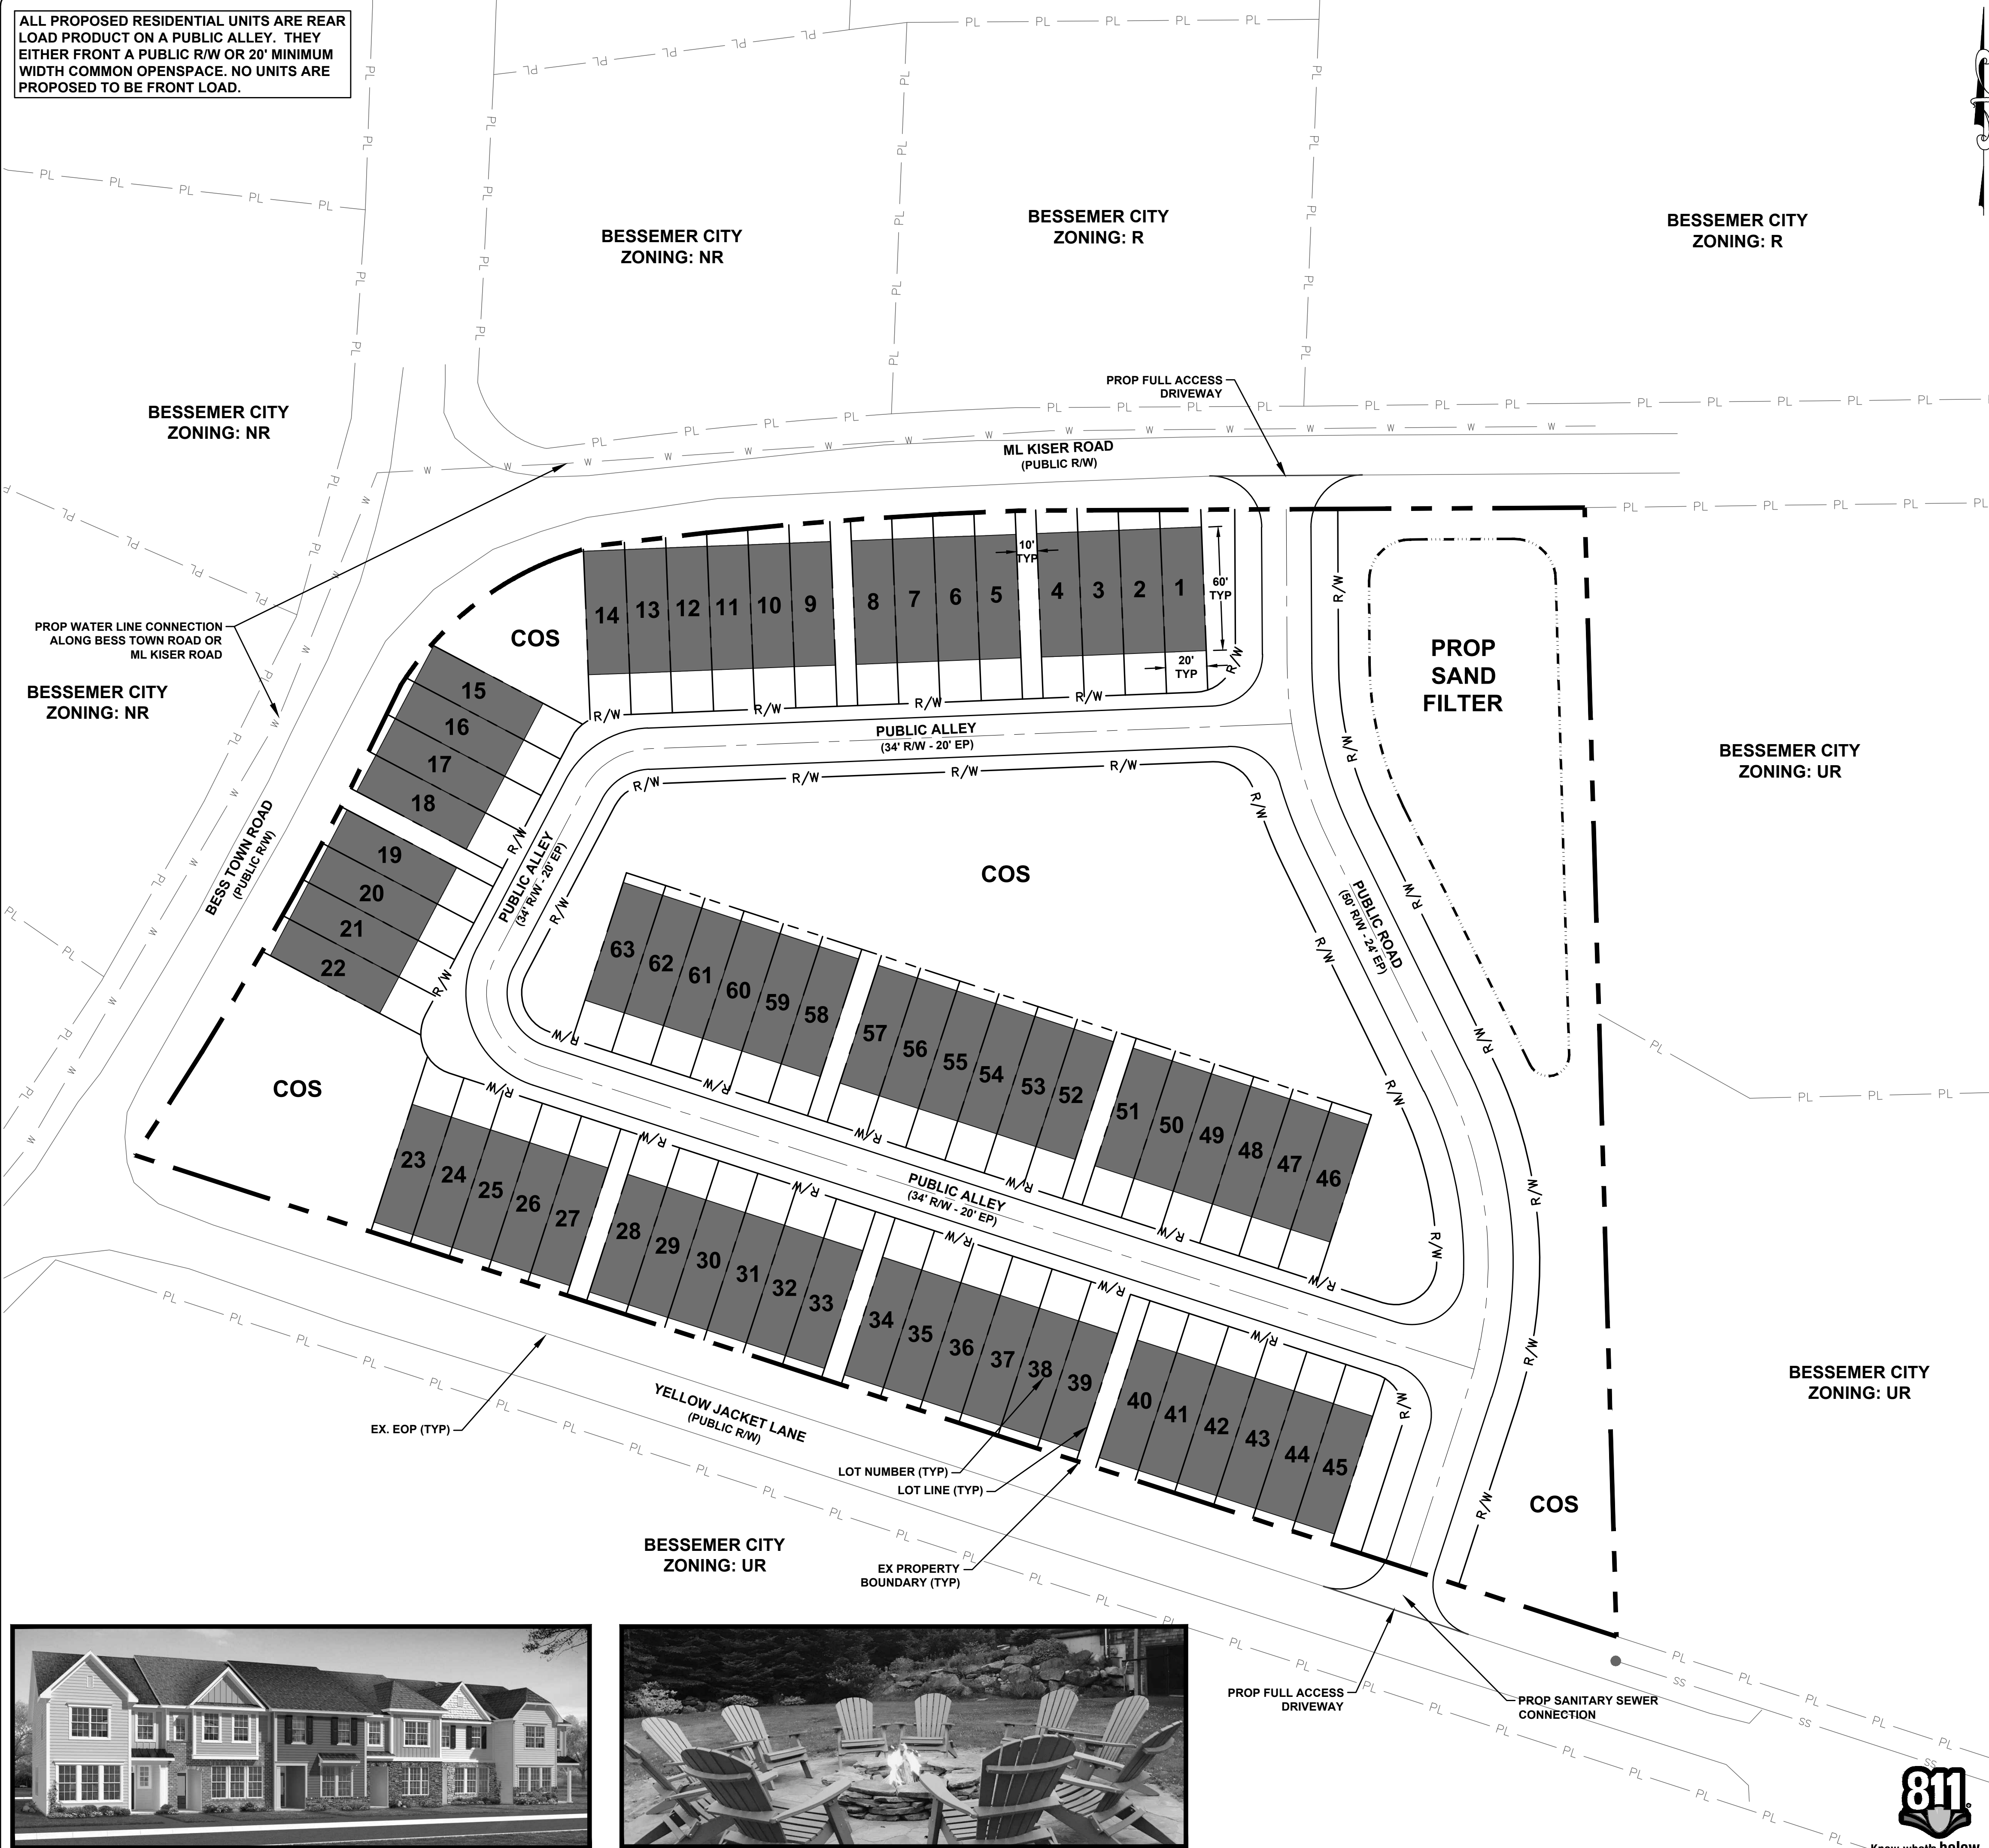 ALL PROPOSED RESIDENTIAL UNITS ARE REAR
LOAD PRODUCT ON A PUBLIC ALLEY. THEY
EITHER FRONT A PUBLIC R/W OR 20' MINIMUM
WIDTH COMMON OPENSPACE. NO UNITS ARE
PROPOSED TO BE FRONT LOAD.
BESSEMER CITY
ZONING: NR
BESSEMER CITY
ZONING: R
BESSEMER CITY
ZONING: R
BESSEMER CITY
ZONING: NR
PROP FULL ACCESS
DRIVEWAY
ML KISER ROAD
(PUBLIC R/W)
PROP WATER LINE CONNECTION
ALONG BESS TOWN ROAD OR
ML KISER ROAD
BESSEMER CITY
ZONING: NR
COS
14 13 12 11 10 9 8 7 6 5 4 3 2 1
10'
TYP
60'
TYP
20'
TYP
PROP
SAND
FILTER
BESSEMER CITY
ZONING: UR
R/W R/W R/W R/W R/W
PUBLIC ALLEY
(34' R/W - 20' EP)
R/W R/W R/W R/W
15
16
17
18
19
20
21
22
BESS TOWN ROAD
(PUBLIC R/W)
PUBLIC ALLEY
(34' R/W - 20' EP)
COS
PUBLIC ROAD
(50' R/W - 24' EP)
63 62 61 60 59 58 57 56 55 54 53 52 51 50 49 48 47 46
COS
PUBLIC ALLEY
(34' R/W - 20' EP)
23 24 25 26 27 28 29 30 31 32 33 34 35 36 37 38 39 40 41 42 43 44 45
BESSEMER CITY
ZONING: UR
EX. EOP (TYP)
YELLOW JACKET LANE
(PUBLIC R/W)
LOT NUMBER (TYP)
LOT LINE (TYP)
COS
BESSEMER CITY
ZONING: UR
EX PROPERTY
BOUNDARY (TYP)
PROP FULL ACCESS
DRIVEWAY
PROP SANITARY SEWER
CONNECTION
SS
SS
811